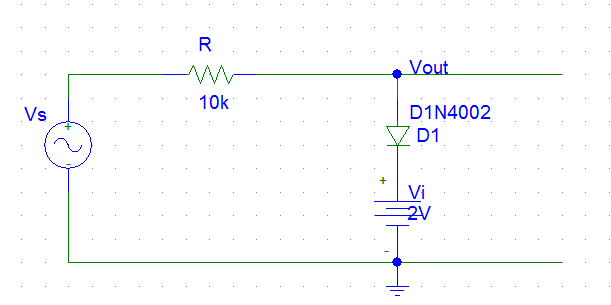 R
10k
Vout
Vs
+
-
D1N4002
D1
+
Vi
2V
-